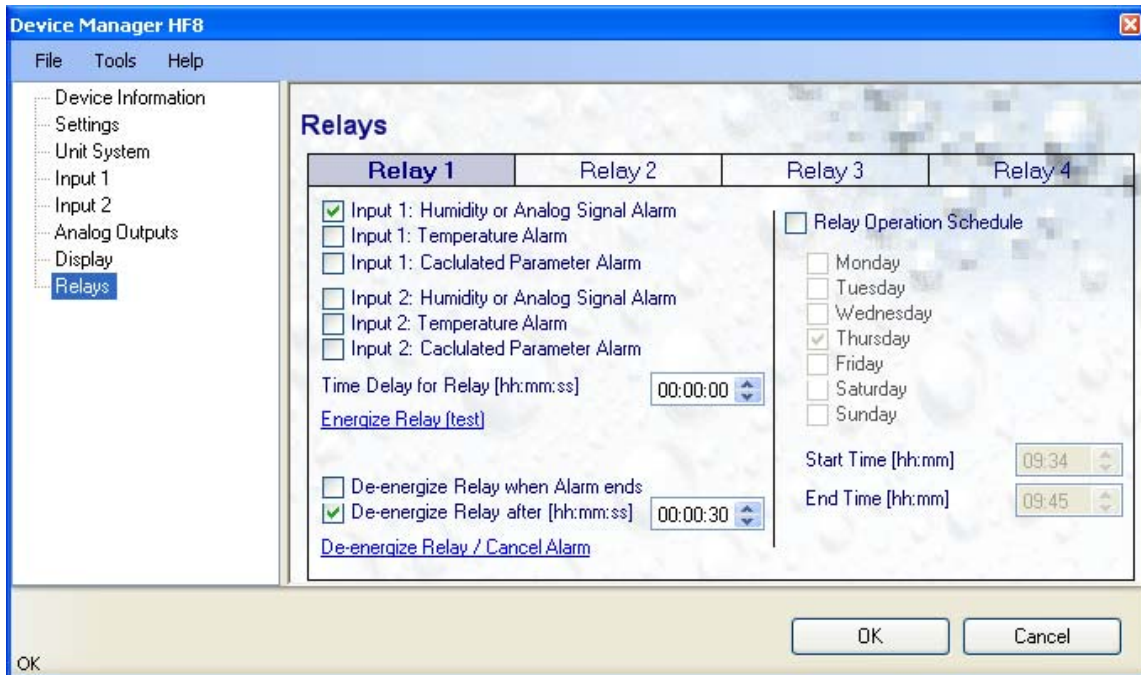 Device Manager HF8
File Tools Help
Device Information
Settings
Unit System
Input 1
Input 2
Analog Outputs
Display
Relays
Relays
Relay 1 Relay 2 Relay 3 Relay 4
Input 1: Humidity or Analog Signal Alarm
Input 1: Temperature Alarm
Input 1: Caclulated Parameter Alarm
Input 2: Humidity or Analog Signal Alarm
Input 2: Temperature Alarm
Input 2: Caclulated Parameter Alarm
Time Delay for Relay [hh:mm:ss] 00:00:00
Energize Relay (test)
De-energize Relay when Alarm ends
De-energize Relay after [hh:mm:ss] 00:00:30
De-energize Relay / Cancel Alarm
Relay Operation Schedule
Monday
Tuesday
Wednesday
Thursday
Friday
Saturday
Sunday
Start Time [hh:mm] 09:34
End Time [hh:mm] 09:45
OK Cancel
OK